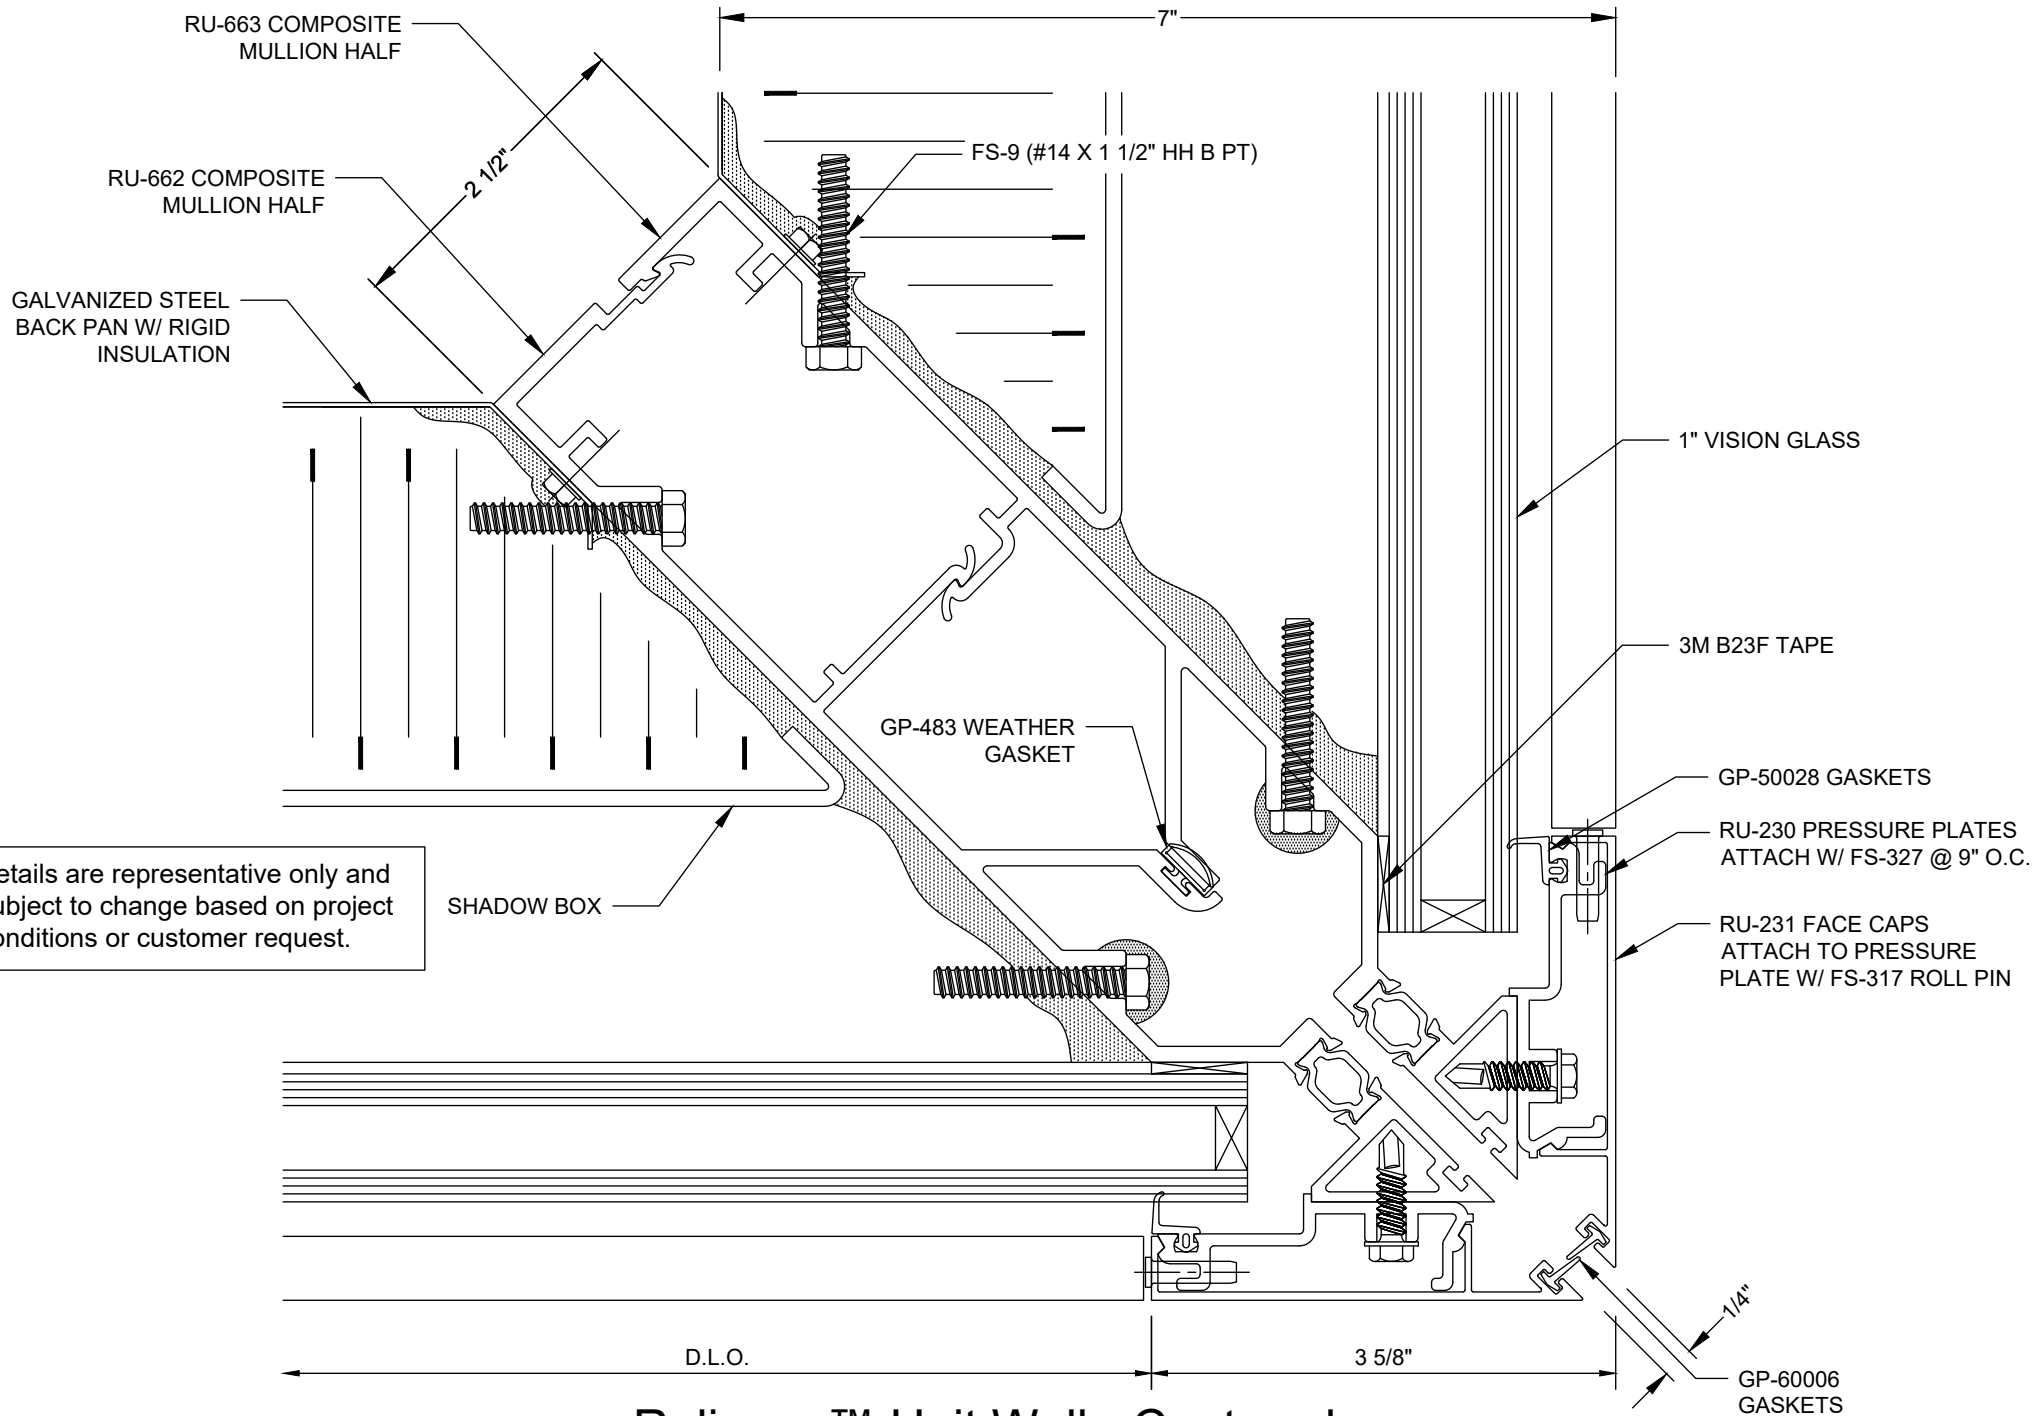 RU-663 COMPOSITE
MULLION HALF
7"
2 1/2"
FS-9 (#14 X 1 1/2" HH B PT)
RU-662 COMPOSITE
MULLION HALF
GALVANIZED STEEL
BACK PAN W/ RIGID
INSULATION
1" VISION GLASS
3M B23F TAPE
GP-483 WEATHER
GASKET
GP-50028 GASKETS
RU-230 PRESSURE PLATES
ATTACH W/ FS-327 @ 9" O.C.
RU-231 FACE CAPS
ATTACH TO PRESSURE
PLATE W/ FS-317 ROLL PIN
etails are representative only and
ubject to change based on project
onditions or customer request.
SHADOW BOX
D.L.O.
3 5/8"
1/4"
GP-60006
GASKETS